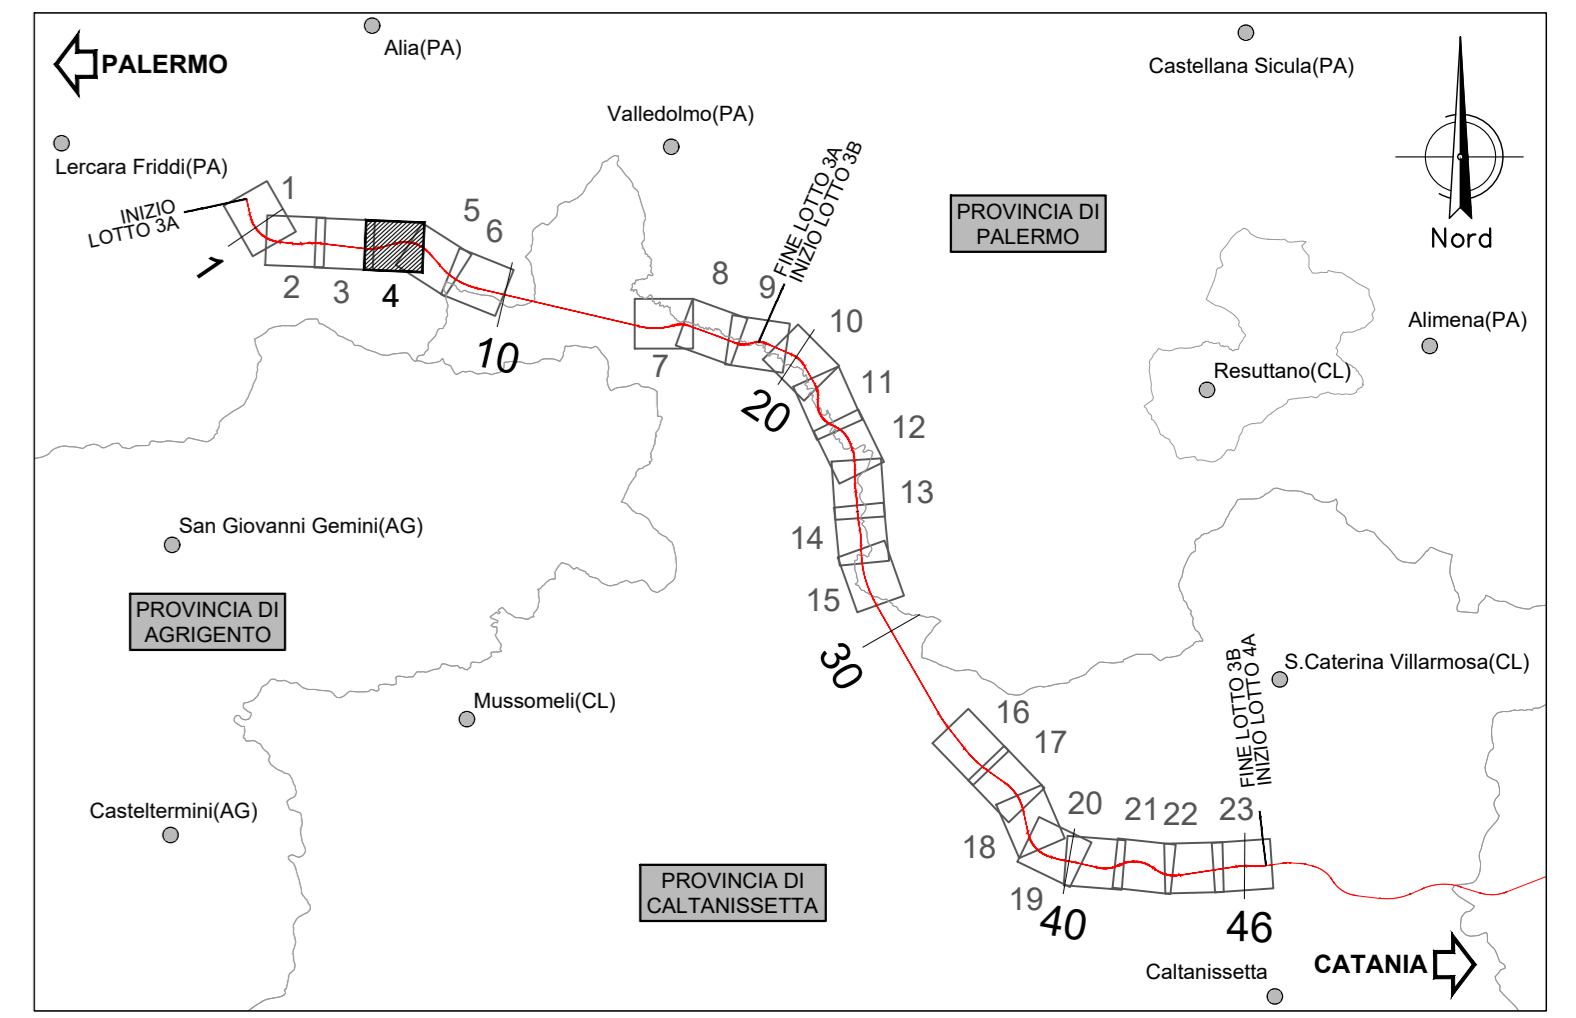 Alia(PA)
PALERMO
Castellana Sicula(PA)
Valledolmo(PA)
Lercara Friddi(PA)
INIZIO
LOTTO 3A
1
1
2
3
4
5
6
10
FINE LOTTO 3A
INIZIO LOTTO 3B
PROVINCIA DI
PALERMO
Nord
7
8
9
20
10
11
12
13
14
15
30
Alimena(PA)
Resuttano(CL)
San Giovanni Gemini(AG)
PROVINCIA DI
AGRIGENTO
Mussomeli(CL)
Casteltermini(AG)
S.Caterina Villarmosa(CL)
FINE LOTTO 3B
INIZIO LOTTO 4A
16
17
18
19
20
21
22
23
40
46
PROVINCIA DI
CALTANISSETTA
CATANIA
Caltanissetta